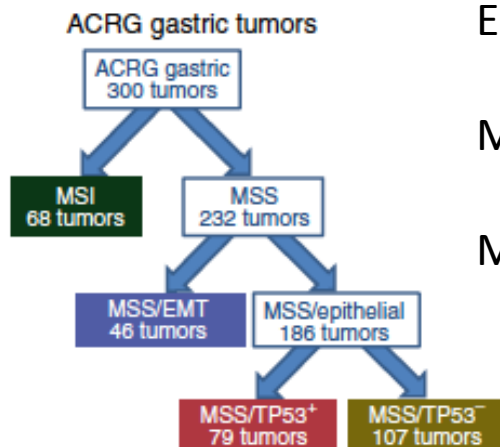 ACRG gastric tumors
E
ACRG gastric
300 tumors
M
MSI
68 tumors
MSS
232 tumors
M
MSS/EMT
46 tumors
MSS/epithelial
186 tumors
MSS/TP53⁺
79 tumors
MSS/TP53⁻
107 tumors